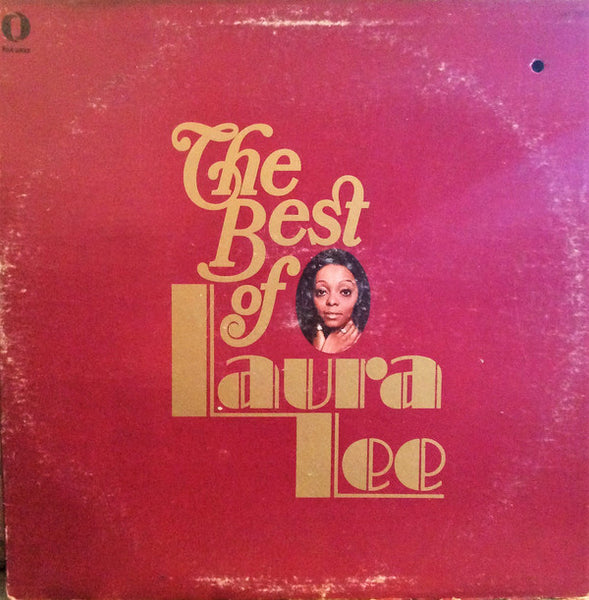 The
Best
of
Laura
Lee